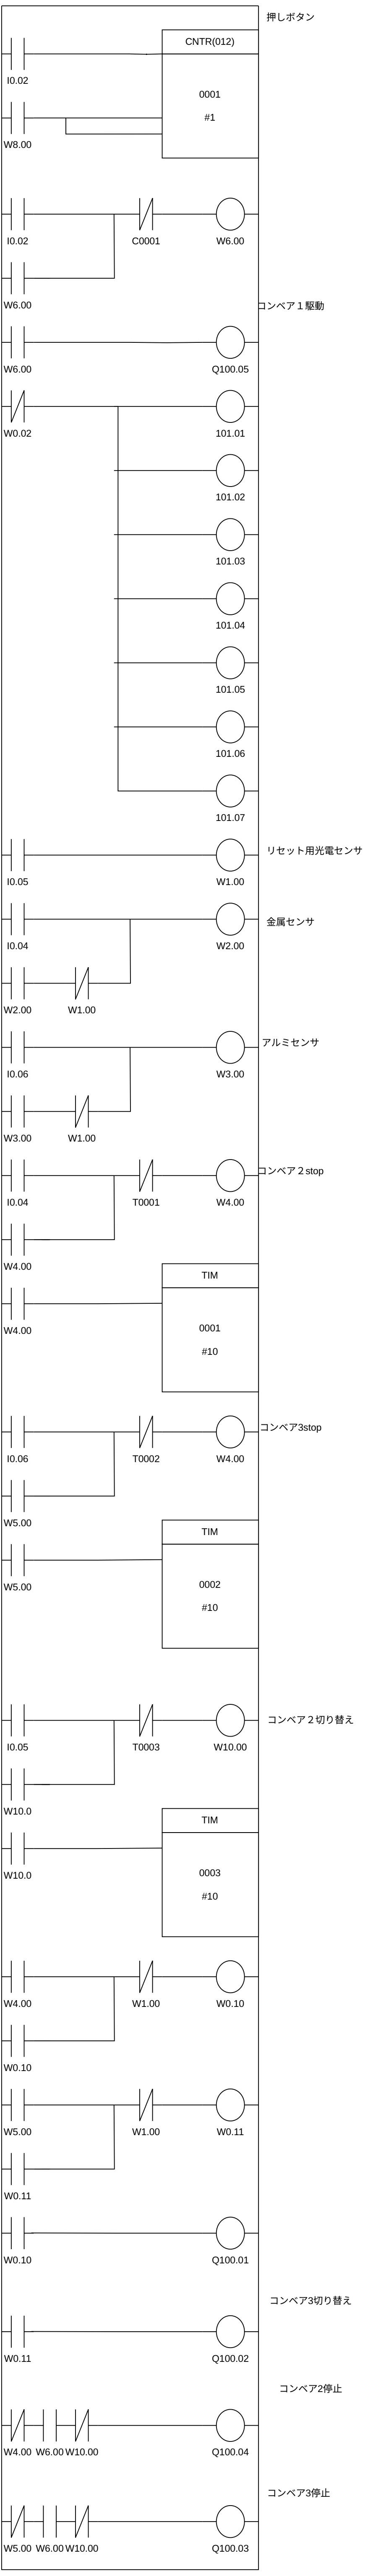 押しボタン
CNTR(012)
I0.02
0001
#1
W8.00
I0.02
C0001
W6.00
W6.00
コンベア１駆動
W6.00
Q100.05
W0.02
101.01
101.02
101.03
101.04
101.05
101.06
101.07
リセット用光電センサ
I0.05
W1.00
金属センサ
I0.04
W2.00
W2.00
W1.00
アルミセンサ
I0.06
W3.00
W3.00
W1.00
コンベア２stop
I0.04
T0001
W4.00
W4.00
TIM
W4.00
0001
#10
コンベア3stop
I0.06
T0002
W4.00
W5.00
TIM
W5.00
0002
#10
コンベア２切り替え
I0.05
T0003
W10.00
W10.0
TIM
W10.0
0003
#10
W4.00
W1.00
W0.10
W0.10
W5.00
W1.00
W0.11
W0.11
W0.10
Q100.01
コンベア3切り替え
W0.11
Q100.02
コンベア2停止
W4.00 W6.00 W10.00
Q100.04
コンベア3停止
W5.00 W6.00 W10.00
Q100.03